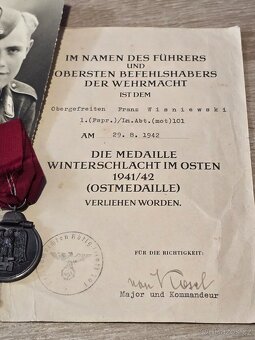 IM NAMEN DES FÜHRERS
UND
OBERSTEN BEFEHLSHABERS
DER WEHRMACHT
IST DEM
Obergefreiten Franz Wisniewski
1.(Fspr.)/Ln.Abt.(mot)101
AM 29.8.1942
DIE MEDAILLE
WINTERSCHLACHT IM OSTEN
1941/42
(OSTMEDAILLE)
VERLIEHEN WORDEN.
FÜR DIE RICHTIGKEIT:
Major und Kommandeur